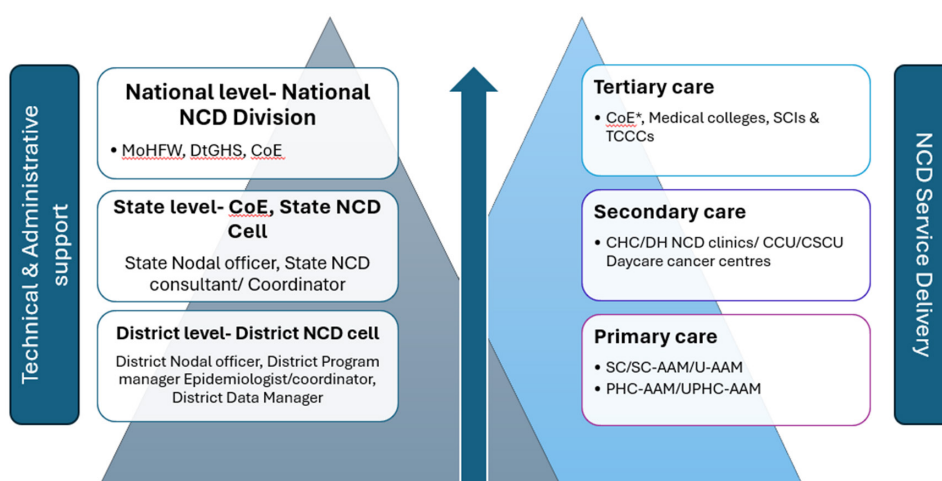 Technical & Administrative
support
National level- National
NCD Division
• MoHFW, DtGHS, CoE
State level- CoE, State NCD
Cell
State Nodal officer, State NCD
consultant/ Coordinator
District level- District NCD cell
District Nodal officer, District Program
manager Epidemiologist/coordinator,
District Data Manager
Tertiary care
• CoE*, Medical colleges, SCIs &
TCCCs
Secondary care
• CHC/DH NCD clinics/ CCU/CSCU
Daycare cancer centres
Primary care
• SC/SC-AAM/U-AAM
• PHC-AAM/UPHC-AAM
NCD Service Delivery